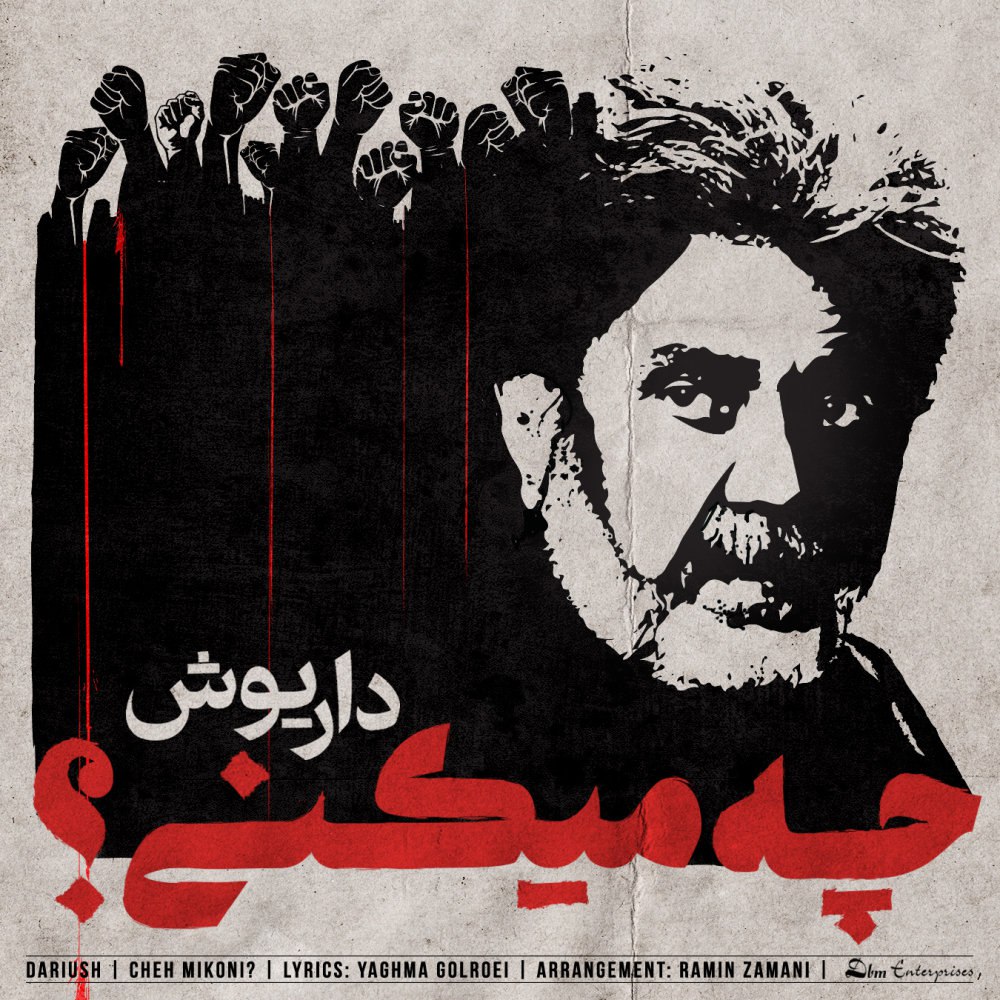 داریوش
چه میکنی؟
DARIUSH | CHEH MIKONI? | LYRICS: YAGHMA GOLROEI | ARRANGEMENT: RAMIN ZAMANI | Dbm Enterprises,